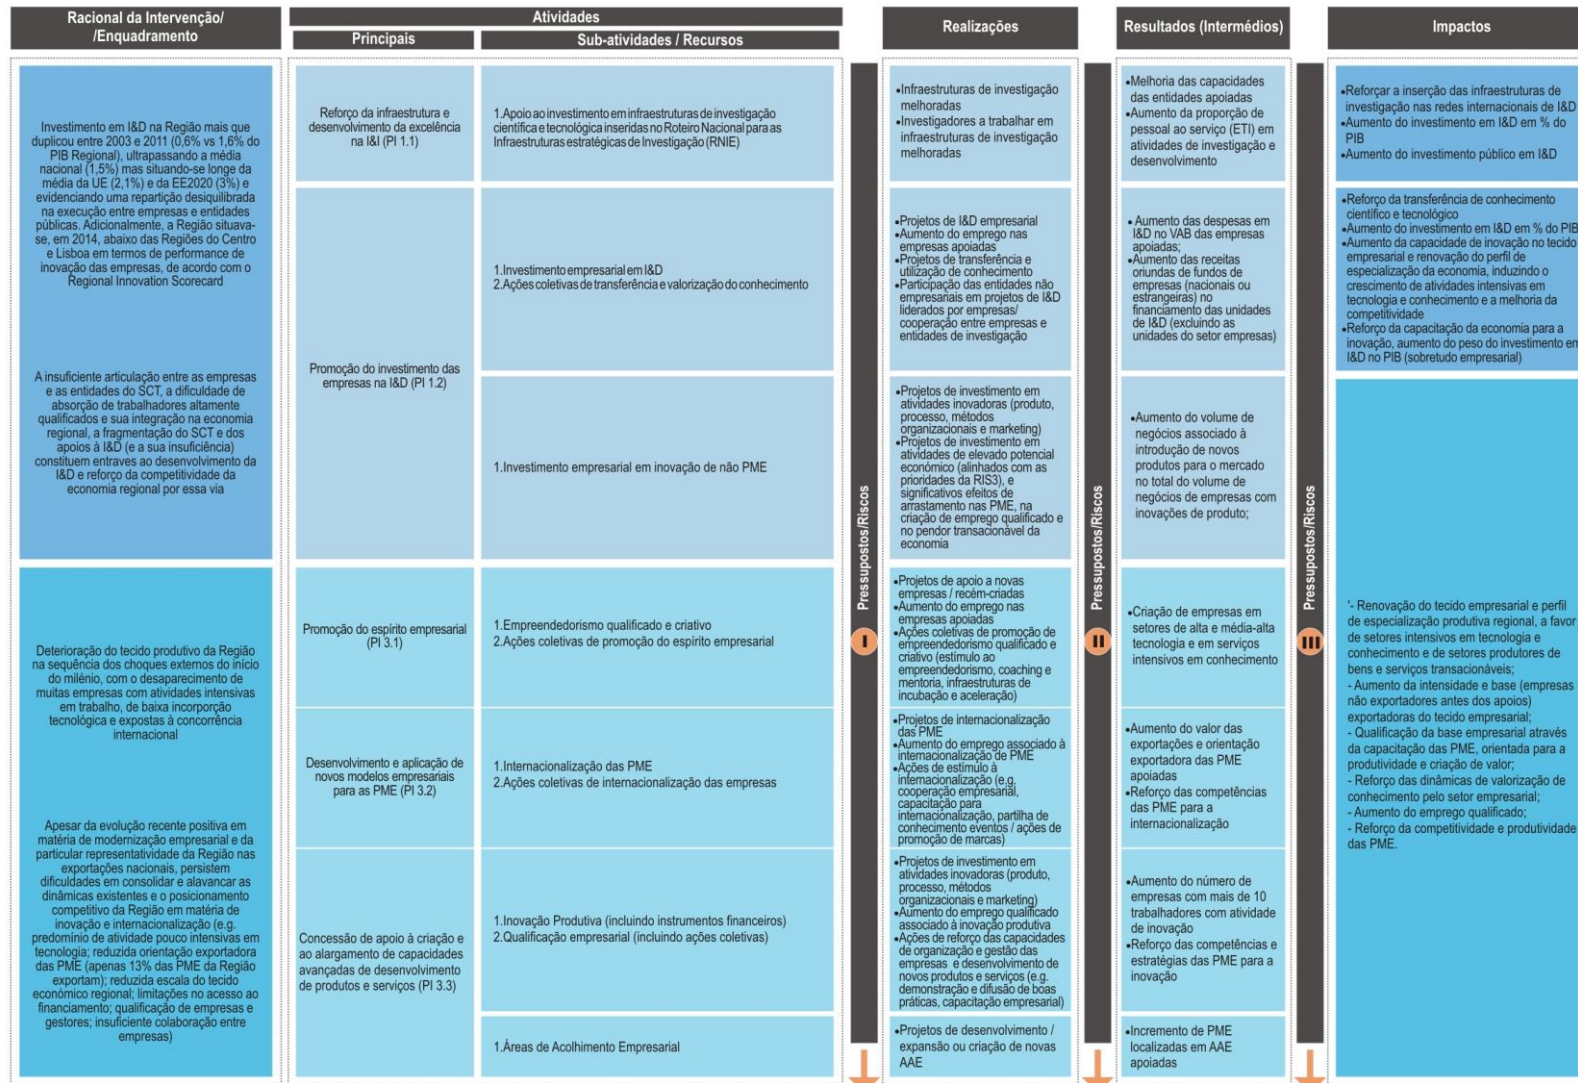 Racional da Intervenção/
/Enquadramento
Atividades
Principais
Sub-atividades / Recursos
Realizações
Resultados (Intermédios)
Impactos
Investimento em I&D na Região mais que
duplicou entre 2003 e 2011 (0,6% vs 1,6% do
PIB Regional), ultrapassando a média
nacional (1,5%) mas situando-se longe da
média da UE (2,1%) e da EE2020 (3%) e
evidenciando uma repartição desiquilibrada
na execução entre empresas e entidades
públicas. Adicionalmente, a Região situava-
se, em 2014, abaixo das Regiões do Centro
e Lisboa em termos de performance de
inovação das empresas, de acordo com o
Regional Innovation Scorecard
A insuficiente articulação entre as empresas
e as entidades do SCT, a dificuldade de
absorção de trabalhadores altamente
qualificados e sua integração na economia
regional, a fragmentação do SCT e dos
apoios à I&D (e a sua insuficiência)
constituem entraves ao desenvolvimento da
I&D e reforço da competitividade da
economia regional por essa via
Reforço da infraestrutura e
desenvolvimento da excelência
na I&I (PI 1.1)
1.Apoio ao investimento em infraestruturas de investigação
científica e tecnológica inseridas no Roteiro Nacional para as
Infraestruturas estratégicas de Investigação (RNIE)
•Infraestruturas de investigação
melhoradas
•Investigadores a trabalhar em
infraestruturas de investigação
melhoradas
•Melhoria das capacidades
das entidades apoiadas
•Aumento da proporção de
pessoal ao serviço (ETI) em
atividades de investigação e
desenvolvimento
•Reforçar a inserção das infraestruturas de
investigação nas redes internacionais de I&D
•Aumento do investimento em I&D em % do
PIB
•Aumento do investimento público em I&D
Promoção do investimento das
empresas na I&D (PI 1.2)
1.Investimento empresarial em I&D
2.Ações coletivas de transferência e valorização do conhecimento
•Projetos de I&D empresarial
•Aumento do emprego nas
empresas apoiadas
•Projetos de transferência e
utilização de conhecimento
•Participação das entidades não
empresariais em projetos de I&D
liderados por empresas/
cooperação entre empresas e
entidades de investigação
• Aumento das despesas em
I&D no VAB das empresas
apoiadas;
•Aumento das receitas
oriundas de fundos de
empresas (nacionais ou
estrangeiras) no
financiamento das unidades
de I&D (excluindo as
unidades do setor empresas)
•Reforço da transferência de conhecimento
científico e tecnológico
•Aumento do investimento em I&D em % do PIB
•Aumento da capacidade de inovação no tecido
empresarial e renovação do perfil de
especialização da economia, induzindo o
crescimento de atividades intensivas em
tecnologia e conhecimento e a melhoria da
competitividade
•Reforço da capacitação da economia para a
inovação, aumento do peso do investimento em
I&D no PIB (sobretudo empresarial)
1.Investimento empresarial em inovação de não PME
•Projetos de investimento em
atividades inovadoras (produto,
processo, métodos
organizacionais e marketing)
•Projetos de investimento em
atividades de elevado potencial
económico (alinhados com as
prioridades da RIS3), e
significativos efeitos de
arrastamento nas PME, na
criação de emprego qualificado e
no pendor transacionável da
economia
•Aumento do volume de
negócios associado à
introdução de novos
produtos para o mercado
no total do volume de
negócios de empresas com
inovações de produto;
Pressupostos/Riscos
I
Pressupostos/Riscos
II
Pressupostos/Riscos
III
Deterioração do tecido produtivo da Região
na sequência dos choques externos do início
do milénio, com o desaparecimento de
muitas empresas com atividades intensivas
em trabalho, de baixa incorporção
tecnológica e expostas à concorrência
internacional
Apesar da evolução recente positiva em
matéria de modernização empresarial e da
particular representatividade da Região nas
exportações nacionais, persistem
dificuldades em consolidar e alavancar as
dinâmicas existentes e o posicionamento
competitivo da Região em matéria de
inovação e internacionalização (e.g.
predomínio de atividade pouco intensivas em
tecnologia; reduzida orientação exportadora
das PME (apenas 13% das PME da Região
exportam); reduzida escala do tecido
económico regional; limitações no acesso ao
financiamento; qualificação de empresas e
gestores; insuficiente colaboração entre
empresas)
Promoção do espírito empresarial
(PI 3.1)
1.Empreendedorismo qualificado e criativo
2.Ações coletivas de promoção do espírito empresarial
•Projetos de apoio a novas
empresas / recém-criadas
•Aumento do emprego nas
empresas apoiadas
•Ações coletivas de promoção de
empreendedorismo qualificado e
criativo (estímulo ao
empreendedorismo, coaching e
mentoria, infraestruturas de
incubação e aceleração)
•Criação de empresas em
setores de alta e média-alta
tecnologia e em serviços
intensivos em conhecimento
'- Renovação do tecido empresarial e perfil
de especialização produtiva regional, a favor
de setores intensivos em tecnologia e
conhecimento e de setores produtores de
bens e serviços transacionáveis;
- Aumento da intensidade e base (empresas
não exportadores antes dos apoios)
exportadoras do tecido empresarial;
- Qualificação da base empresarial através
da capacitação das PME, orientada para a
produtividade e criação de valor;
- Reforço das dinâmicas de valorização de
conhecimento pelo setor empresarial;
- Aumento do emprego qualificado;
- Reforço da competitividade e produtividade
das PME.
Desenvolvimento e aplicação de
novos modelos empresariais
para as PME (PI 3.2)
1.Internacionalização das PME
2.Ações coletivas de internacionalização das empresas
•Projetos de internacionalização
das PME
•Aumento do emprego associado à
internacionalização de PME
•Ações de estímulo à
internacionalização (e.g.
cooperação empresarial,
capacitação para
internacionalização, partilha de
conhecimento eventos / ações de
promoção de marcas)
•Aumento do valor das
exportações e orientação
exportadora das PME
apoiadas
•Reforço das competências
das PME para a
internacionalização
Concessão de apoio à criação e
ao alargamento de capacidades
avançadas de desenvolvimento
de produtos e serviços (PI 3.3)
1.Inovação Produtiva (incluindo instrumentos financeiros)
2.Qualificação empresarial (incluindo ações coletivas)
•Projetos de investimento em
atividades inovadoras (produto,
processo, métodos
organizacionais e marketing)
•Aumento do emprego qualificado
associado à inovação produtiva
•Ações de reforço das capacidades
de organização e gestão das
empresas e desenvolvimento de
novos produtos e serviços (e.g.
demonstração e difusão de boas
práticas, capacitação empresarial)
•Aumento do número de
empresas com mais de 10
trabalhadores com atividade
de inovação
•Reforço das competências e
estratégias das PME para a
inovação
1.Áreas de Acolhimento Empresarial
•Projetos de desenvolvimento /
expansão ou criação de novas
AAE
•Incremento de PME
localizadas em AAE
apoiadas